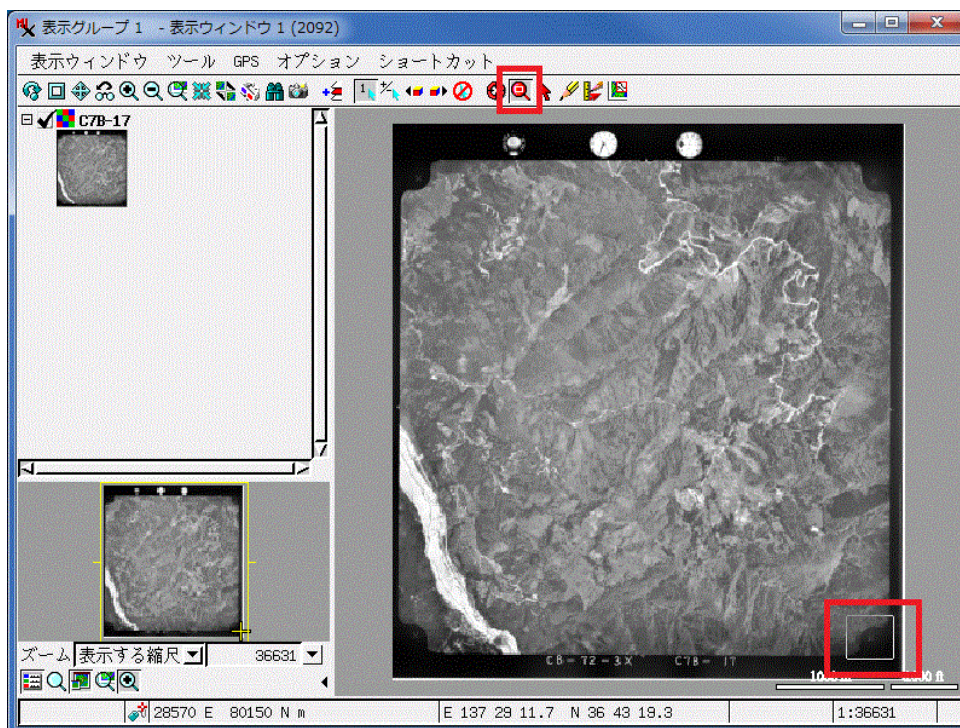 表示グループ 1 - 表示ウィンドウ 1 (2092)
表示ウィンドウ ツール GPS オプション ショートカット
1
C7B-17
CB-72-3X C7B-17
ズーム 表示する縮尺 36631
28570 E 80150 N m E 137 29 11.7 N 36 43 19.3 1:36631